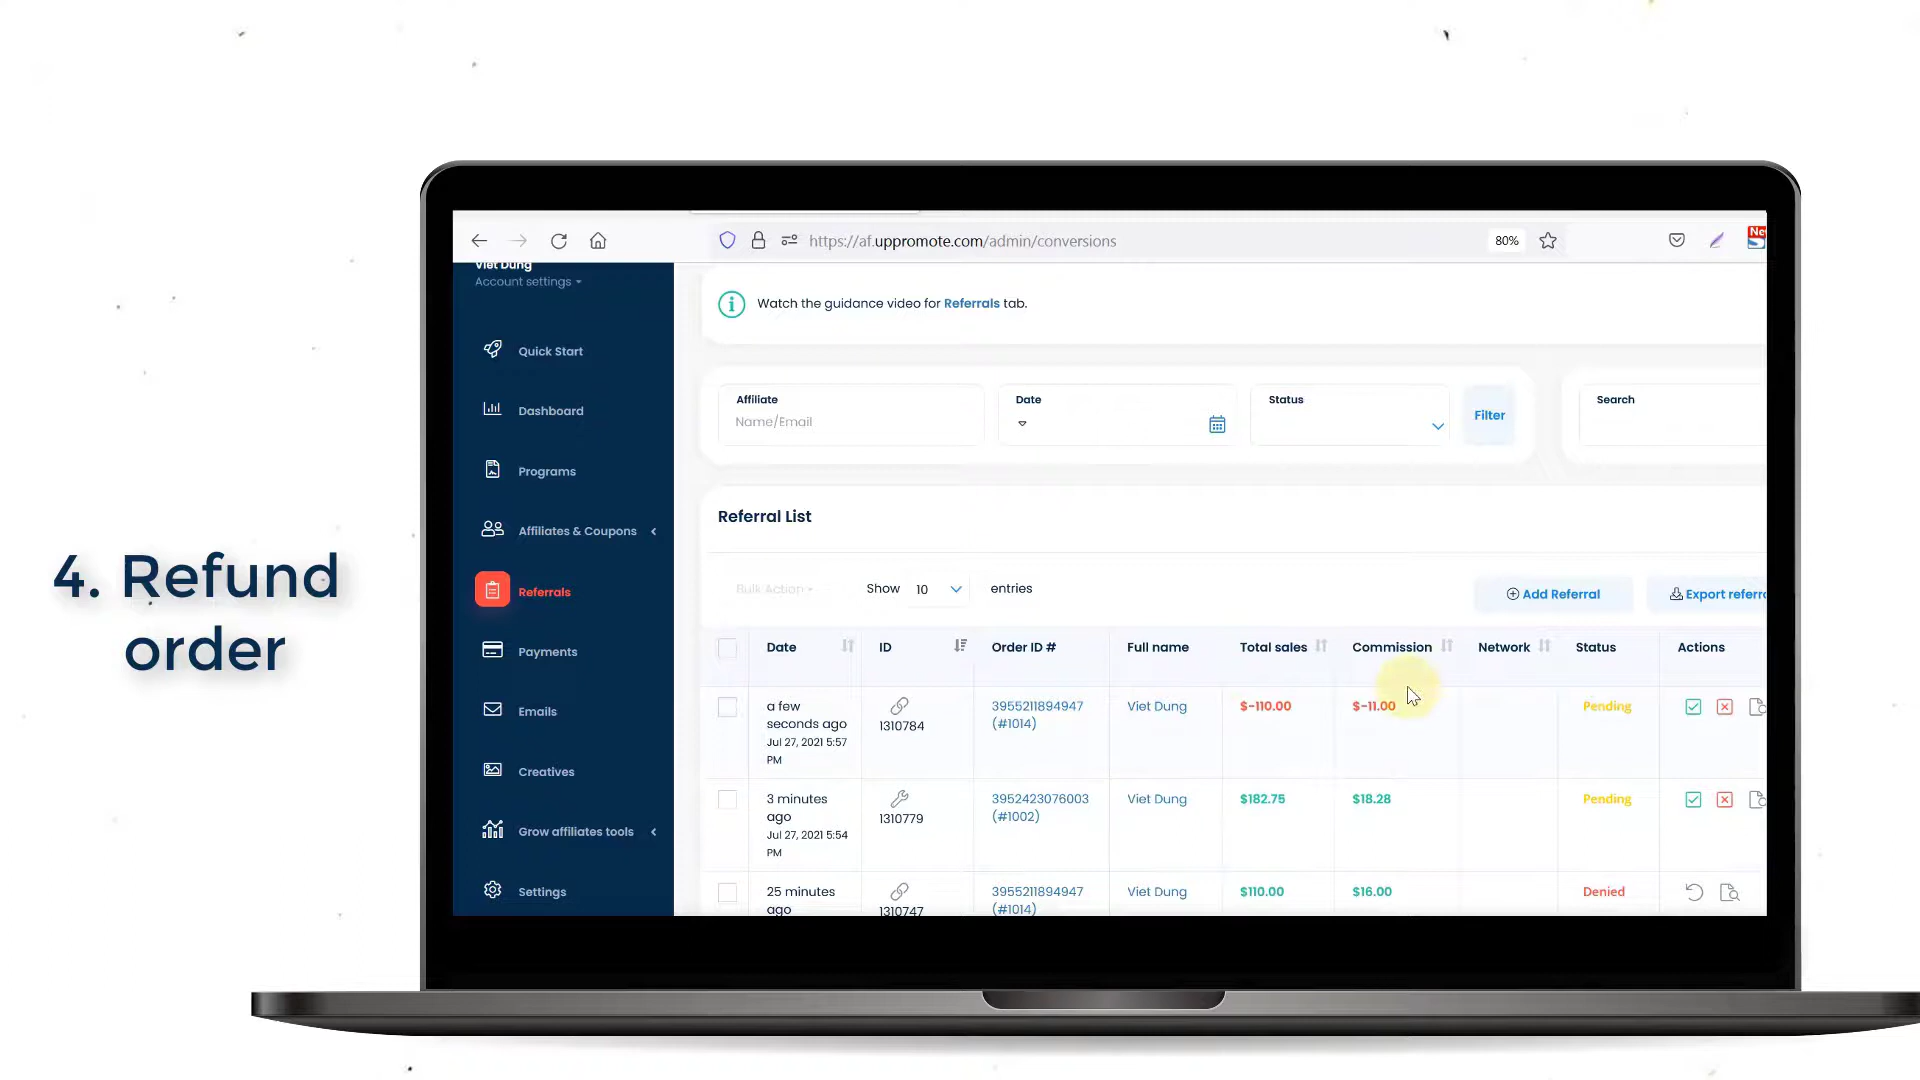 4. Refund
order
https://af.uppromote.com/admin/conversions
80%
Viet Dung
Account settings
Quick Start
Dashboard
Programs
Affiliates & Coupons
Referrals
Payments
Emails
Creatives
Grow affiliates tools
Settings
Watch the guidance video for Referrals tab.
Affiliate
Name/Email
Date
Status
Filter
Search
Referral List
Bulk Action
Show 10 entries
Add Referral
Export referr
Date ID Order ID # Full name Total sales Commission Network Status Actions
a few 3955211894947 Viet Dung $-110.00 $-11.00 Pending
seconds ago 1310784 (#1014)
Jul 27, 2021 5:57
PM
3 minutes 3952423076003 Viet Dung $182.75 $18.28 Pending
ago 1310779 (#1002)
Jul 27, 2021 5:54
PM
25 minutes 3955211894947 Viet Dung $110.00 $16.00 Denied
ago 1310747 (#1014)